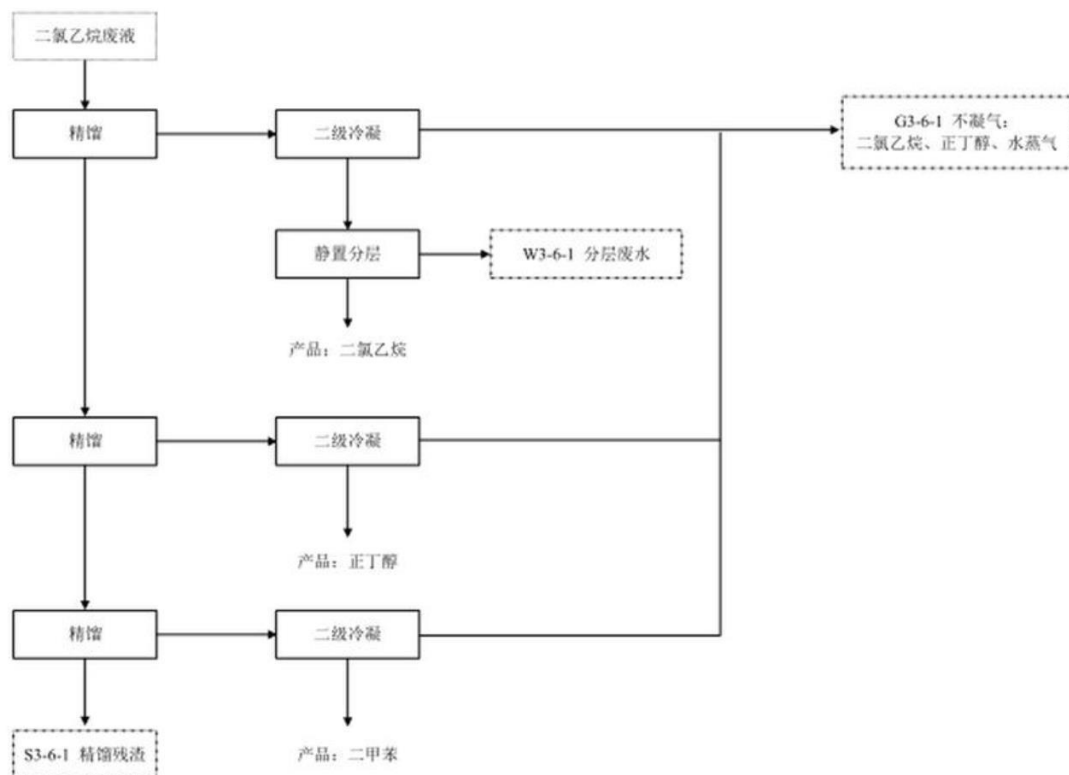 二氯乙烷废液
精馏
二级冷凝
G3-6-1 不凝气：
二氯乙烷、正丁醇、水蒸气
静置分层
W3-6-1 分层废水
产品：二氯乙烷
精馏
二级冷凝
产品：正丁醇
精馏
二级冷凝
S3-6-1 精馏残渣
产品：二甲苯